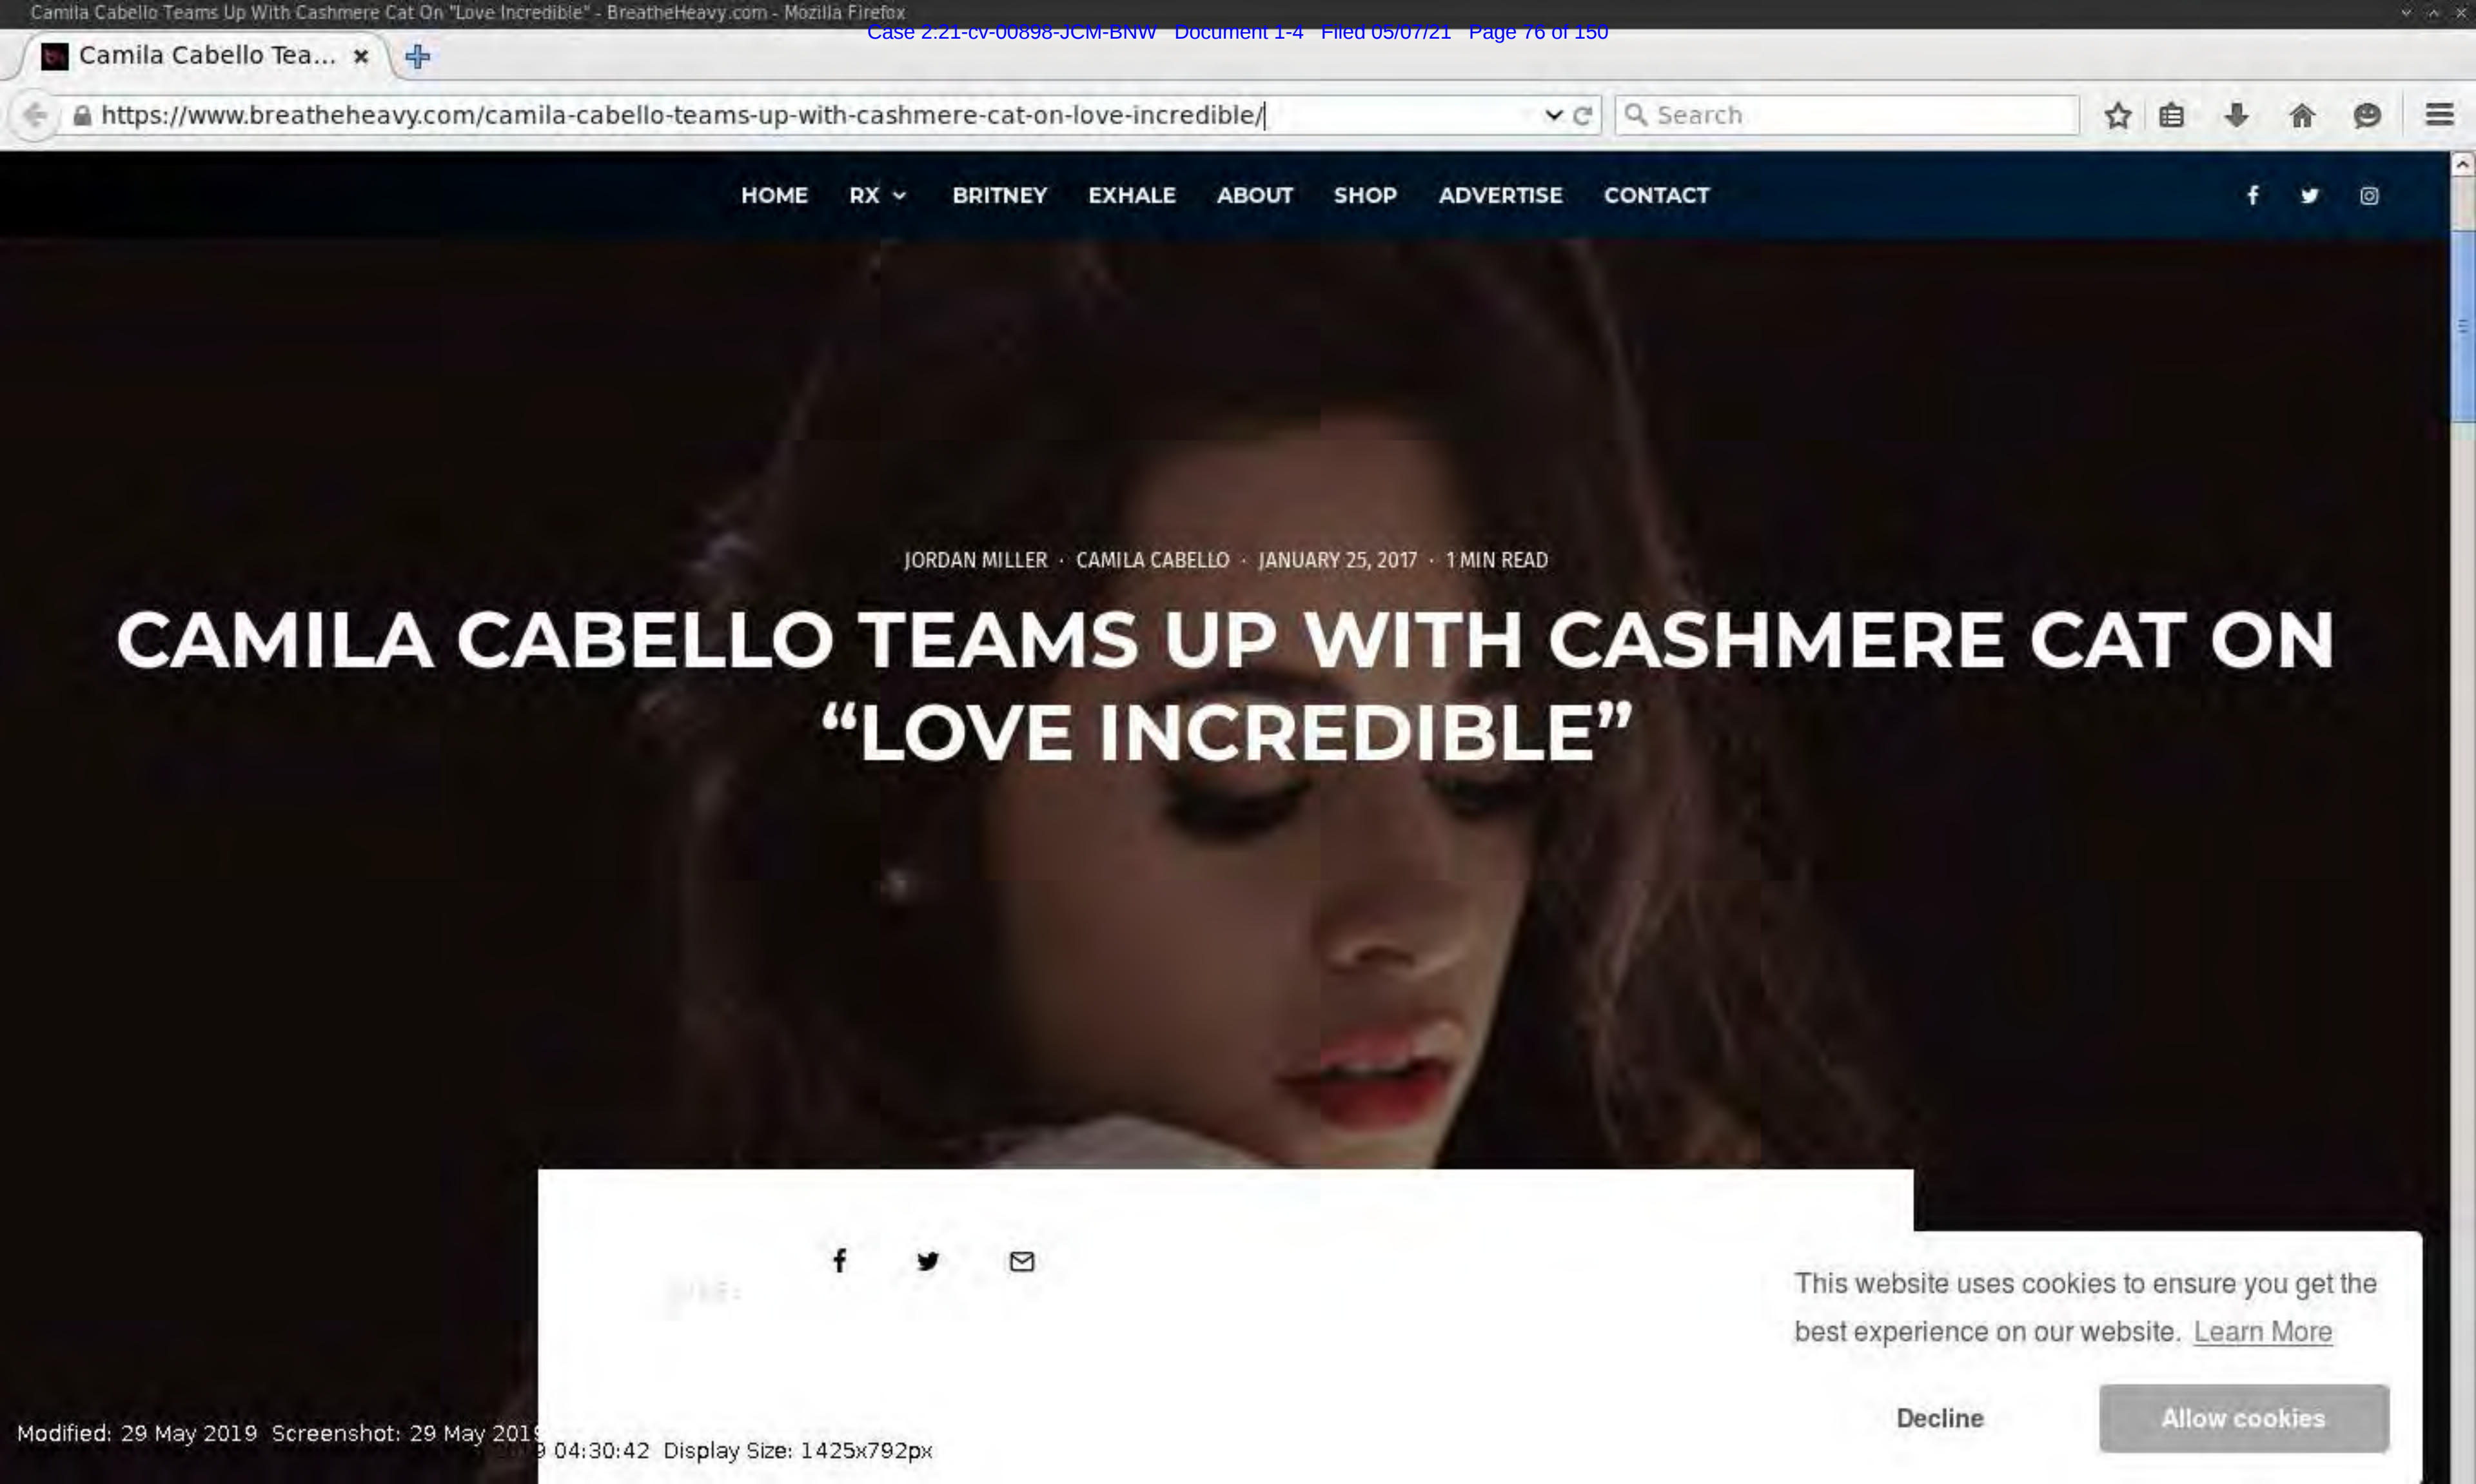 Camila Cabello Teams Up With Cashmere Cat On "Love Incredible" - BreatheHeavy.com - Mozilla Firefox
Case 2:21-cv-00898-JCM-BNW Document 1-4 Filed 05/07/21 Page 76 of 150
Camila Cabello Tea...
https://www.breatheheavy.com/camila-cabello-teams-up-with-cashmere-cat-on-love-incredible/
Search
HOME RX BRITNEY EXHALE ABOUT SHOP ADVERTISE CONTACT
JORDAN MILLER · CAMILA CABELLO · JANUARY 25, 2017 · 1 MIN READ
CAMILA CABELLO TEAMS UP WITH CASHMERE CAT ON
“LOVE INCREDIBLE”
This website uses cookies to ensure you get the
best experience on our website. Learn More
Decline Allow cookies
Modified: 29 May 2019 Screenshot: 29 May 2019 04:30:42 Display Size: 1425x792px